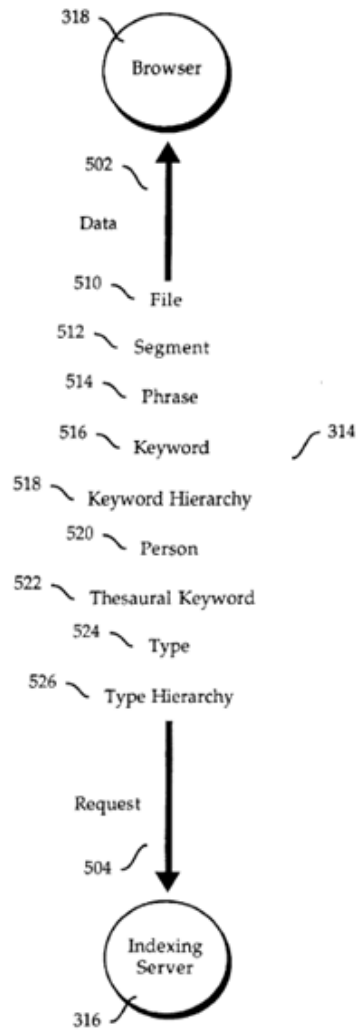 318
Browser
502
Data
510
File
512
Segment
514
Phrase
516
Keyword
314
518
Keyword Hierarchy
520
Person
522
Thesaural Keyword
524
Type
526
Type Hierarchy
Request
504
Indexing
Server
316